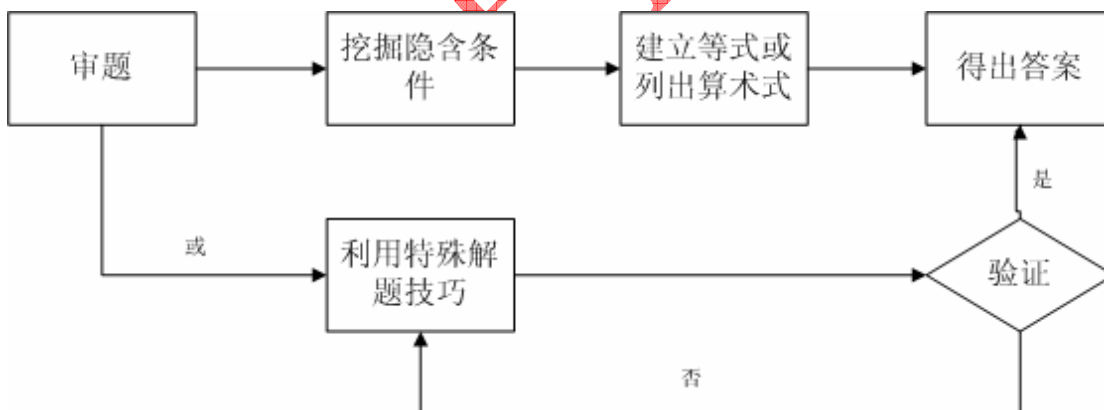 审题
挖掘隐含条
件
建立等式或
列出算术式
得出答案
是
或
利用特殊解
题技巧
验证
否